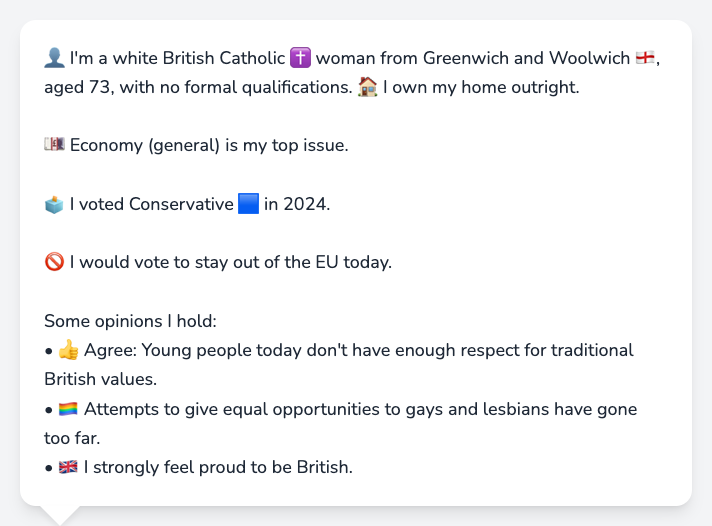 👤 I'm a white British Catholic ✝️ woman from Greenwich and Woolwich 🏴󠁧󠁢󠁥󠁮󠁧󠁿,
aged 73, with no formal qualifications. 🏠 I own my home outright.
💷 Economy (general) is my top issue.
🗳️ I voted Conservative 🟦 in 2024.
🚫 I would vote to stay out of the EU today.
Some opinions I hold:
• 👍 Agree: Young people today don't have enough respect for traditional
British values.
• 🏳️‍🌈 Attempts to give equal opportunities to gays and lesbians have gone
too far.
• 🇬🇧 I strongly feel proud to be British.